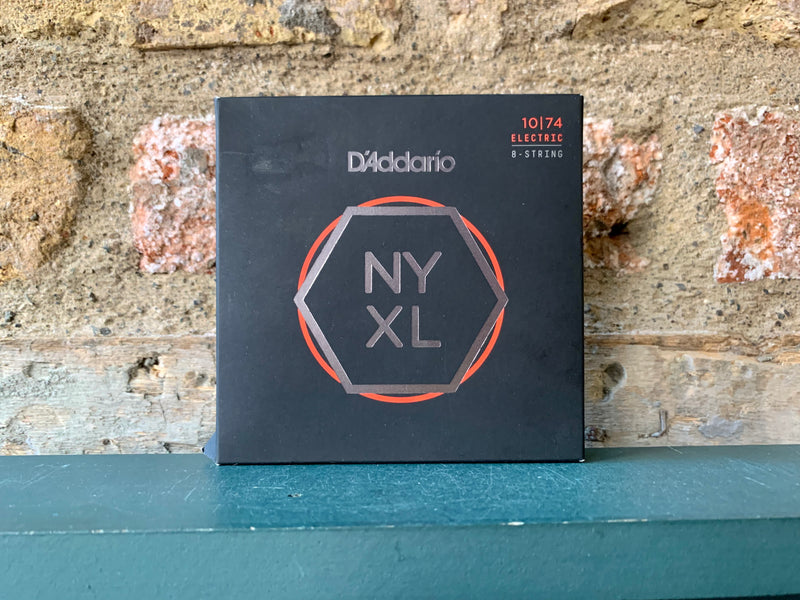 10|74
ELECTRIC
8-STRING
D'Addario
NY
XL